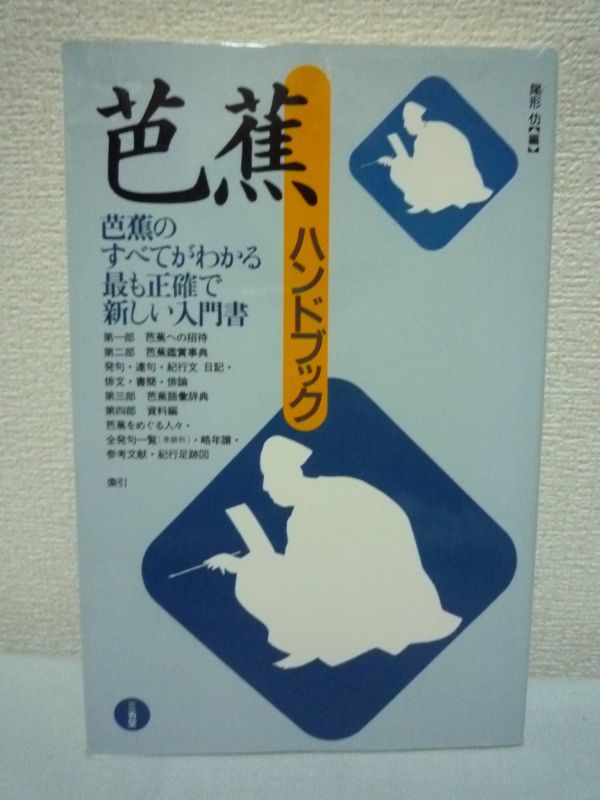 芭蕉
ハンドブック
尾形 仂【編】
芭蕉の
すべてがわかる
最も正確で
新しい入門書
第一部 芭蕉への招待
第二部 芭蕉鑑賞事典
発句・連句・紀行文 日記・
俳文・書簡・俳論
第三部 芭蕉語彙辞典
第四部 資料編
芭蕉をめぐる人々・
全発句一覧(季題別)・略年譜・
参考文献・紀行足跡図
索引
三省堂